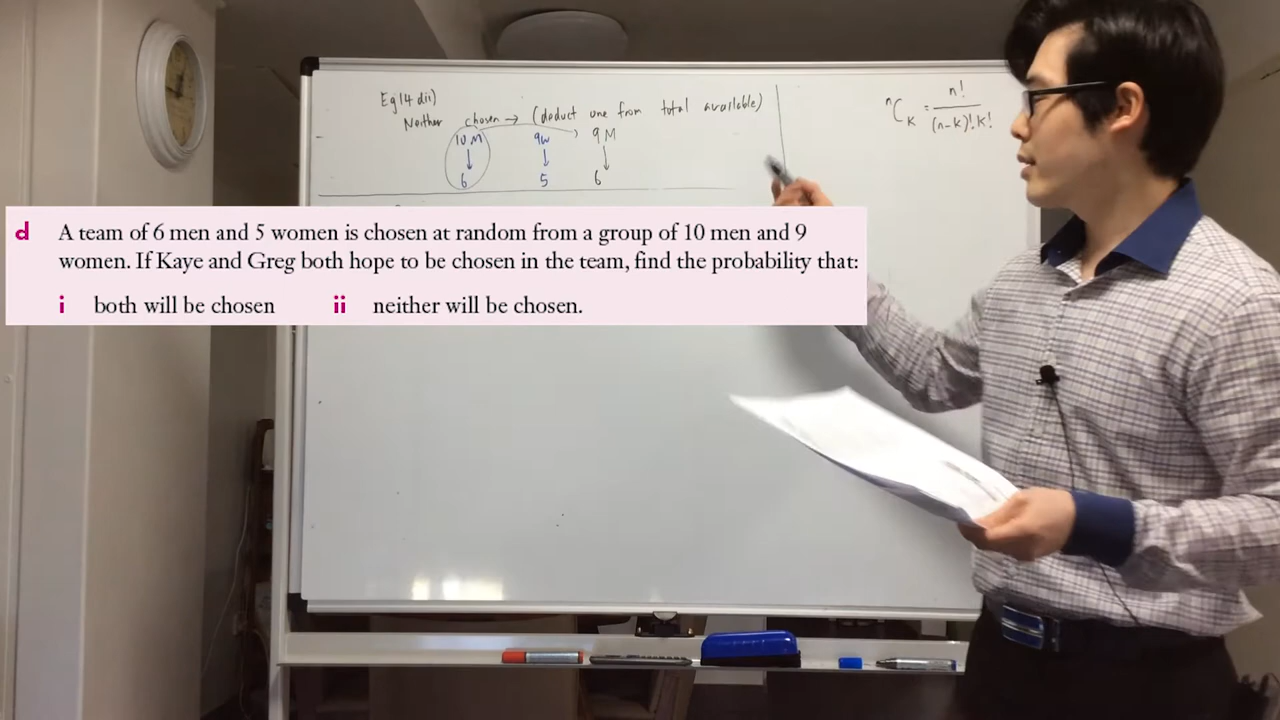 Eg14 dii)
Neither chosen → (deduct one from total available)
10M 9W 9M
↓ ↓ ↓
6 5 6
nCK = n!
(n-k)!k!
d A team of 6 men and 5 women is chosen at random from a group of 10 men and 9
women. If Kaye and Greg both hope to be chosen in the team, find the probability that:
i both will be chosen ii neither will be chosen.